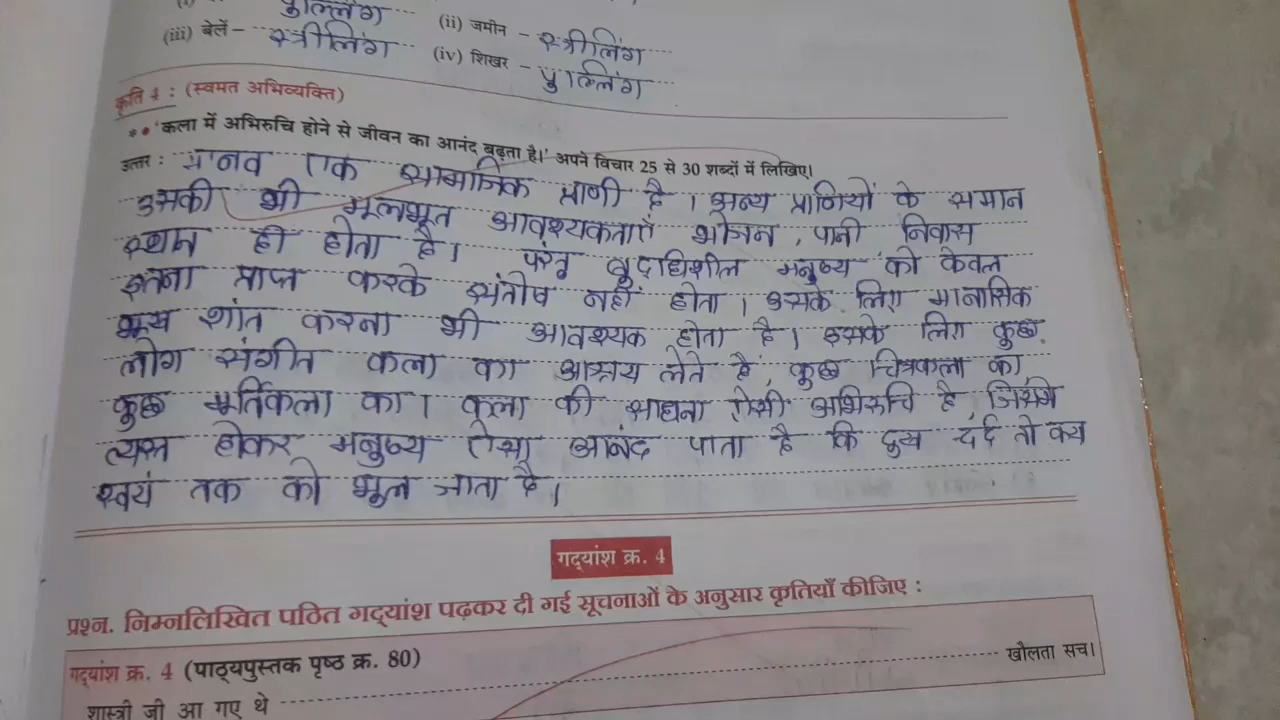 पुल्लिंग (ii) जमीन - स्त्रीलिंग
(iii) बेलें - स्त्रीलिंग (iv) शिखर - पुल्लिंग
कृति 4 : (स्वमत अभिव्यक्ति)
** 'कला में अभिरुचि होने से जीवन का आनंद बढ़ता है।' अपने विचार 25 से 30 शब्दों में लिखिए।
उत्तर : मानव एक सामाजिक प्राणी है। अन्य प्रानियों के समान
उसकी भी मूलभूत आवश्यकताएँ भोजन, पानी निवास
स्थान ही होता है। परंतु बुद्धिशील मनुष्य को केवल
इतना प्राप्त करके संतोष नहीं होता। उसके लिए मानासिक
भूख शांत करना भी आवश्यक होता है। इसके लिए कुछ
लोग संगीत कला का आस्रय लेते है, कुछ चित्रकला का,
कुछ मूर्तिकला का। कला की साधना ऐसी अभिरुचि है, जिसमे
त्यस्त होकर मनुष्य ऐसा आनंद पाता है कि दुख दर्द तो क्य
स्वयं तक को भूल जाता है।
गद्यांश क्र. 4
प्रश्न. निम्नलिखित पठित गद्यांश पढ़कर दी गई सूचनाओं के अनुसार कृतियाँ कीजिए :
गद्यांश क्र. 4 (पाठ्यपुस्तक पृष्ठ क्र. 80)
शास्त्री जी आ गए थे खौलता सच।